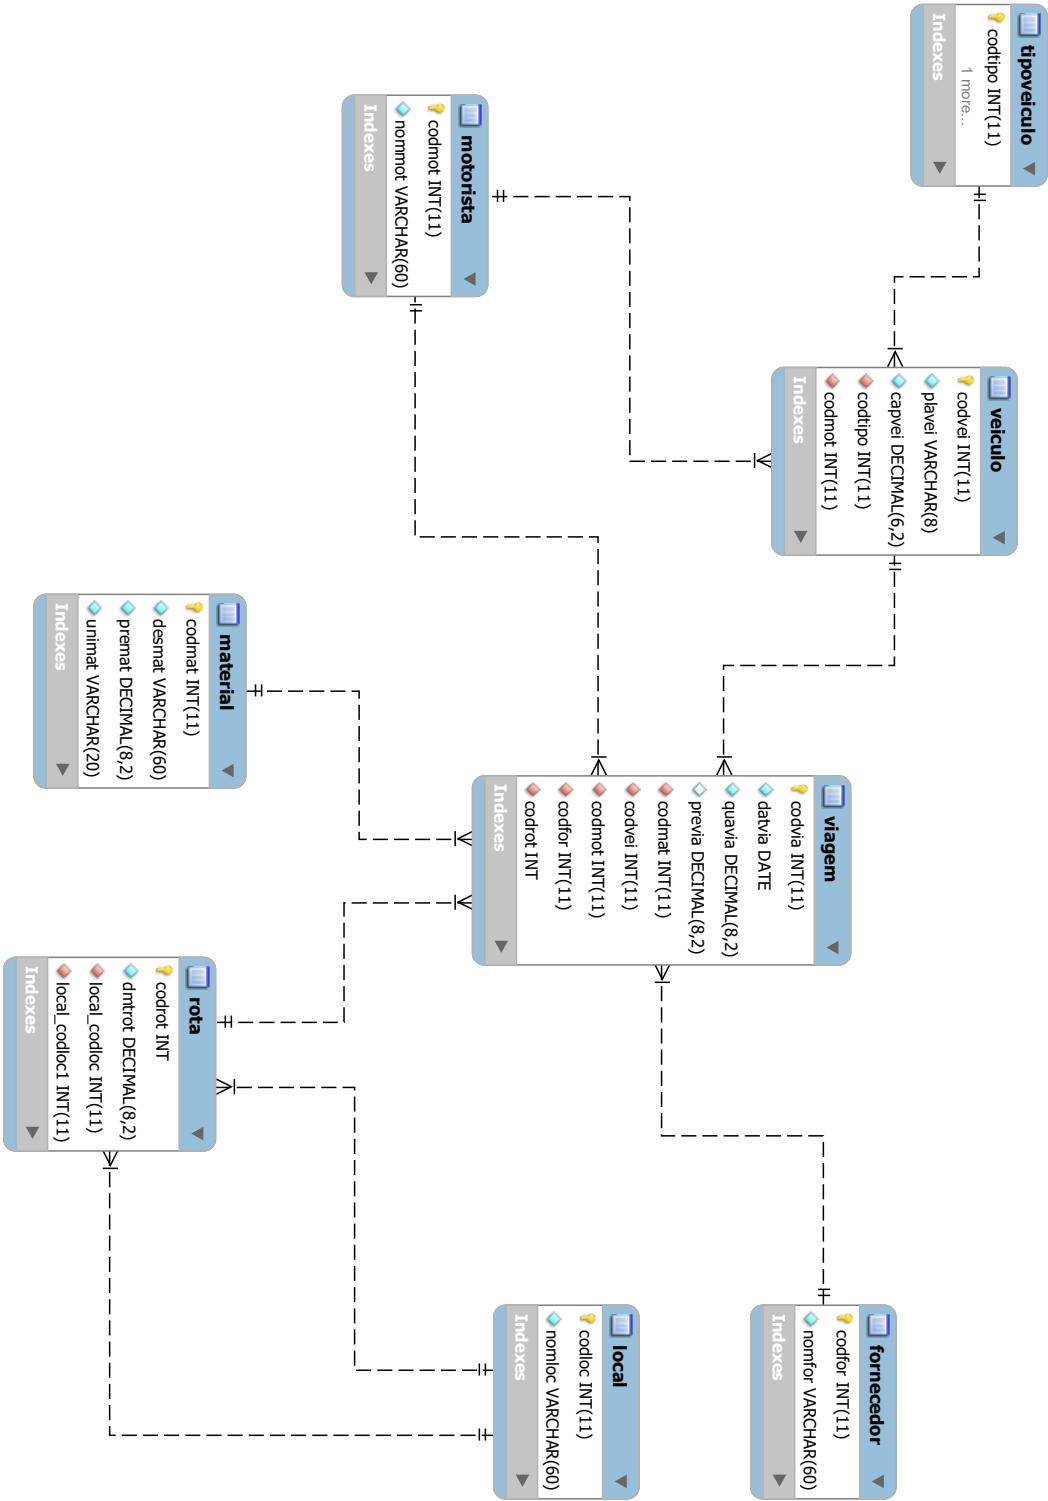 tipoveiculo
codtipo INT(11)
1 more...
Indexes
motorista
codmot INT(11)
nommot VARCHAR(60)
Indexes
veiculo
codvei INT(11)
plavei VARCHAR(8)
capvei DECIMAL(6,2)
codtipo INT(11)
codmot INT(11)
Indexes
material
codmat INT(11)
desmat VARCHAR(60)
premat DECIMAL(8,2)
unimat VARCHAR(20)
Indexes
viagem
codvia INT(11)
datvia DATE
quavia DECIMAL(8,2)
previa DECIMAL(8,2)
codmat INT(11)
codvei INT(11)
codmot INT(11)
codfor INT(11)
codrot INT
Indexes
rota
codrot INT
dmtrot DECIMAL(8,2)
local_codloc INT(11)
local_codloc1 INT(11)
Indexes
fornecedor
codfor INT(11)
nomfor VARCHAR(60)
Indexes
local
codloc INT(11)
nomloc VARCHAR(60)
Indexes